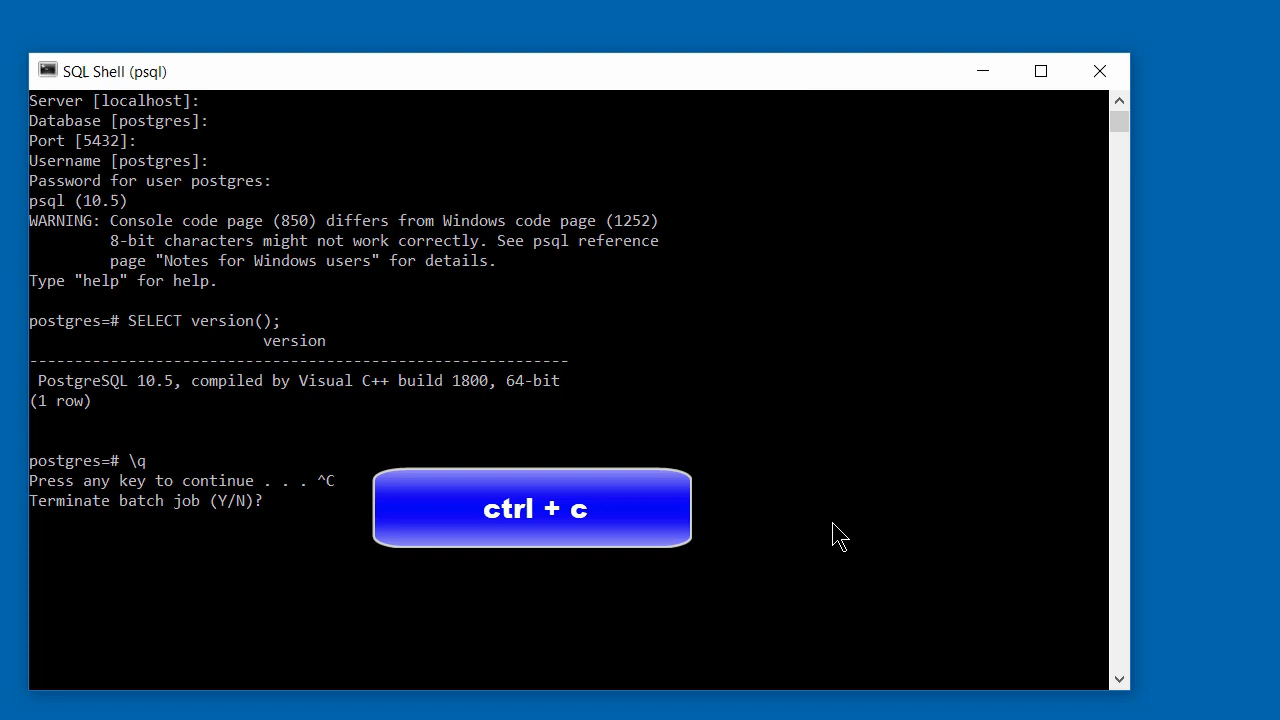 SQL Shell (psql)
Server [localhost]:
Database [postgres]:
Port [5432]:
Username [postgres]:
Password for user postgres:
psql (10.5)
WARNING: Console code page (850) differs from Windows code page (1252)
         8-bit characters might not work correctly. See psql reference
         page "Notes for Windows users" for details.
Type "help" for help.
postgres=# SELECT version();
                          version
------------------------------------------------------------
 PostgreSQL 10.5, compiled by Visual C++ build 1800, 64-bit
(1 row)
postgres=# \q
Press any key to continue . . . ^C
Terminate batch job (Y/N)?
ctrl + c